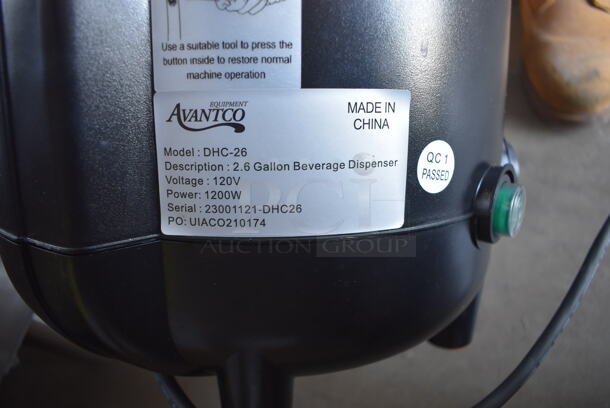 Use a suitable tool to press the
button inside to restore normal
machine operation
EQUIPMENT
AVANTCO
MADE IN
CHINA
Model : DHC-26
Description : 2.6 Gallon Beverage Dispenser
Voltage : 120V
Power: 1200W
Serial : 23001121-DHC26
PO: UIACO210174
QC 1
PASSED
PCI
AUCTION GROUP